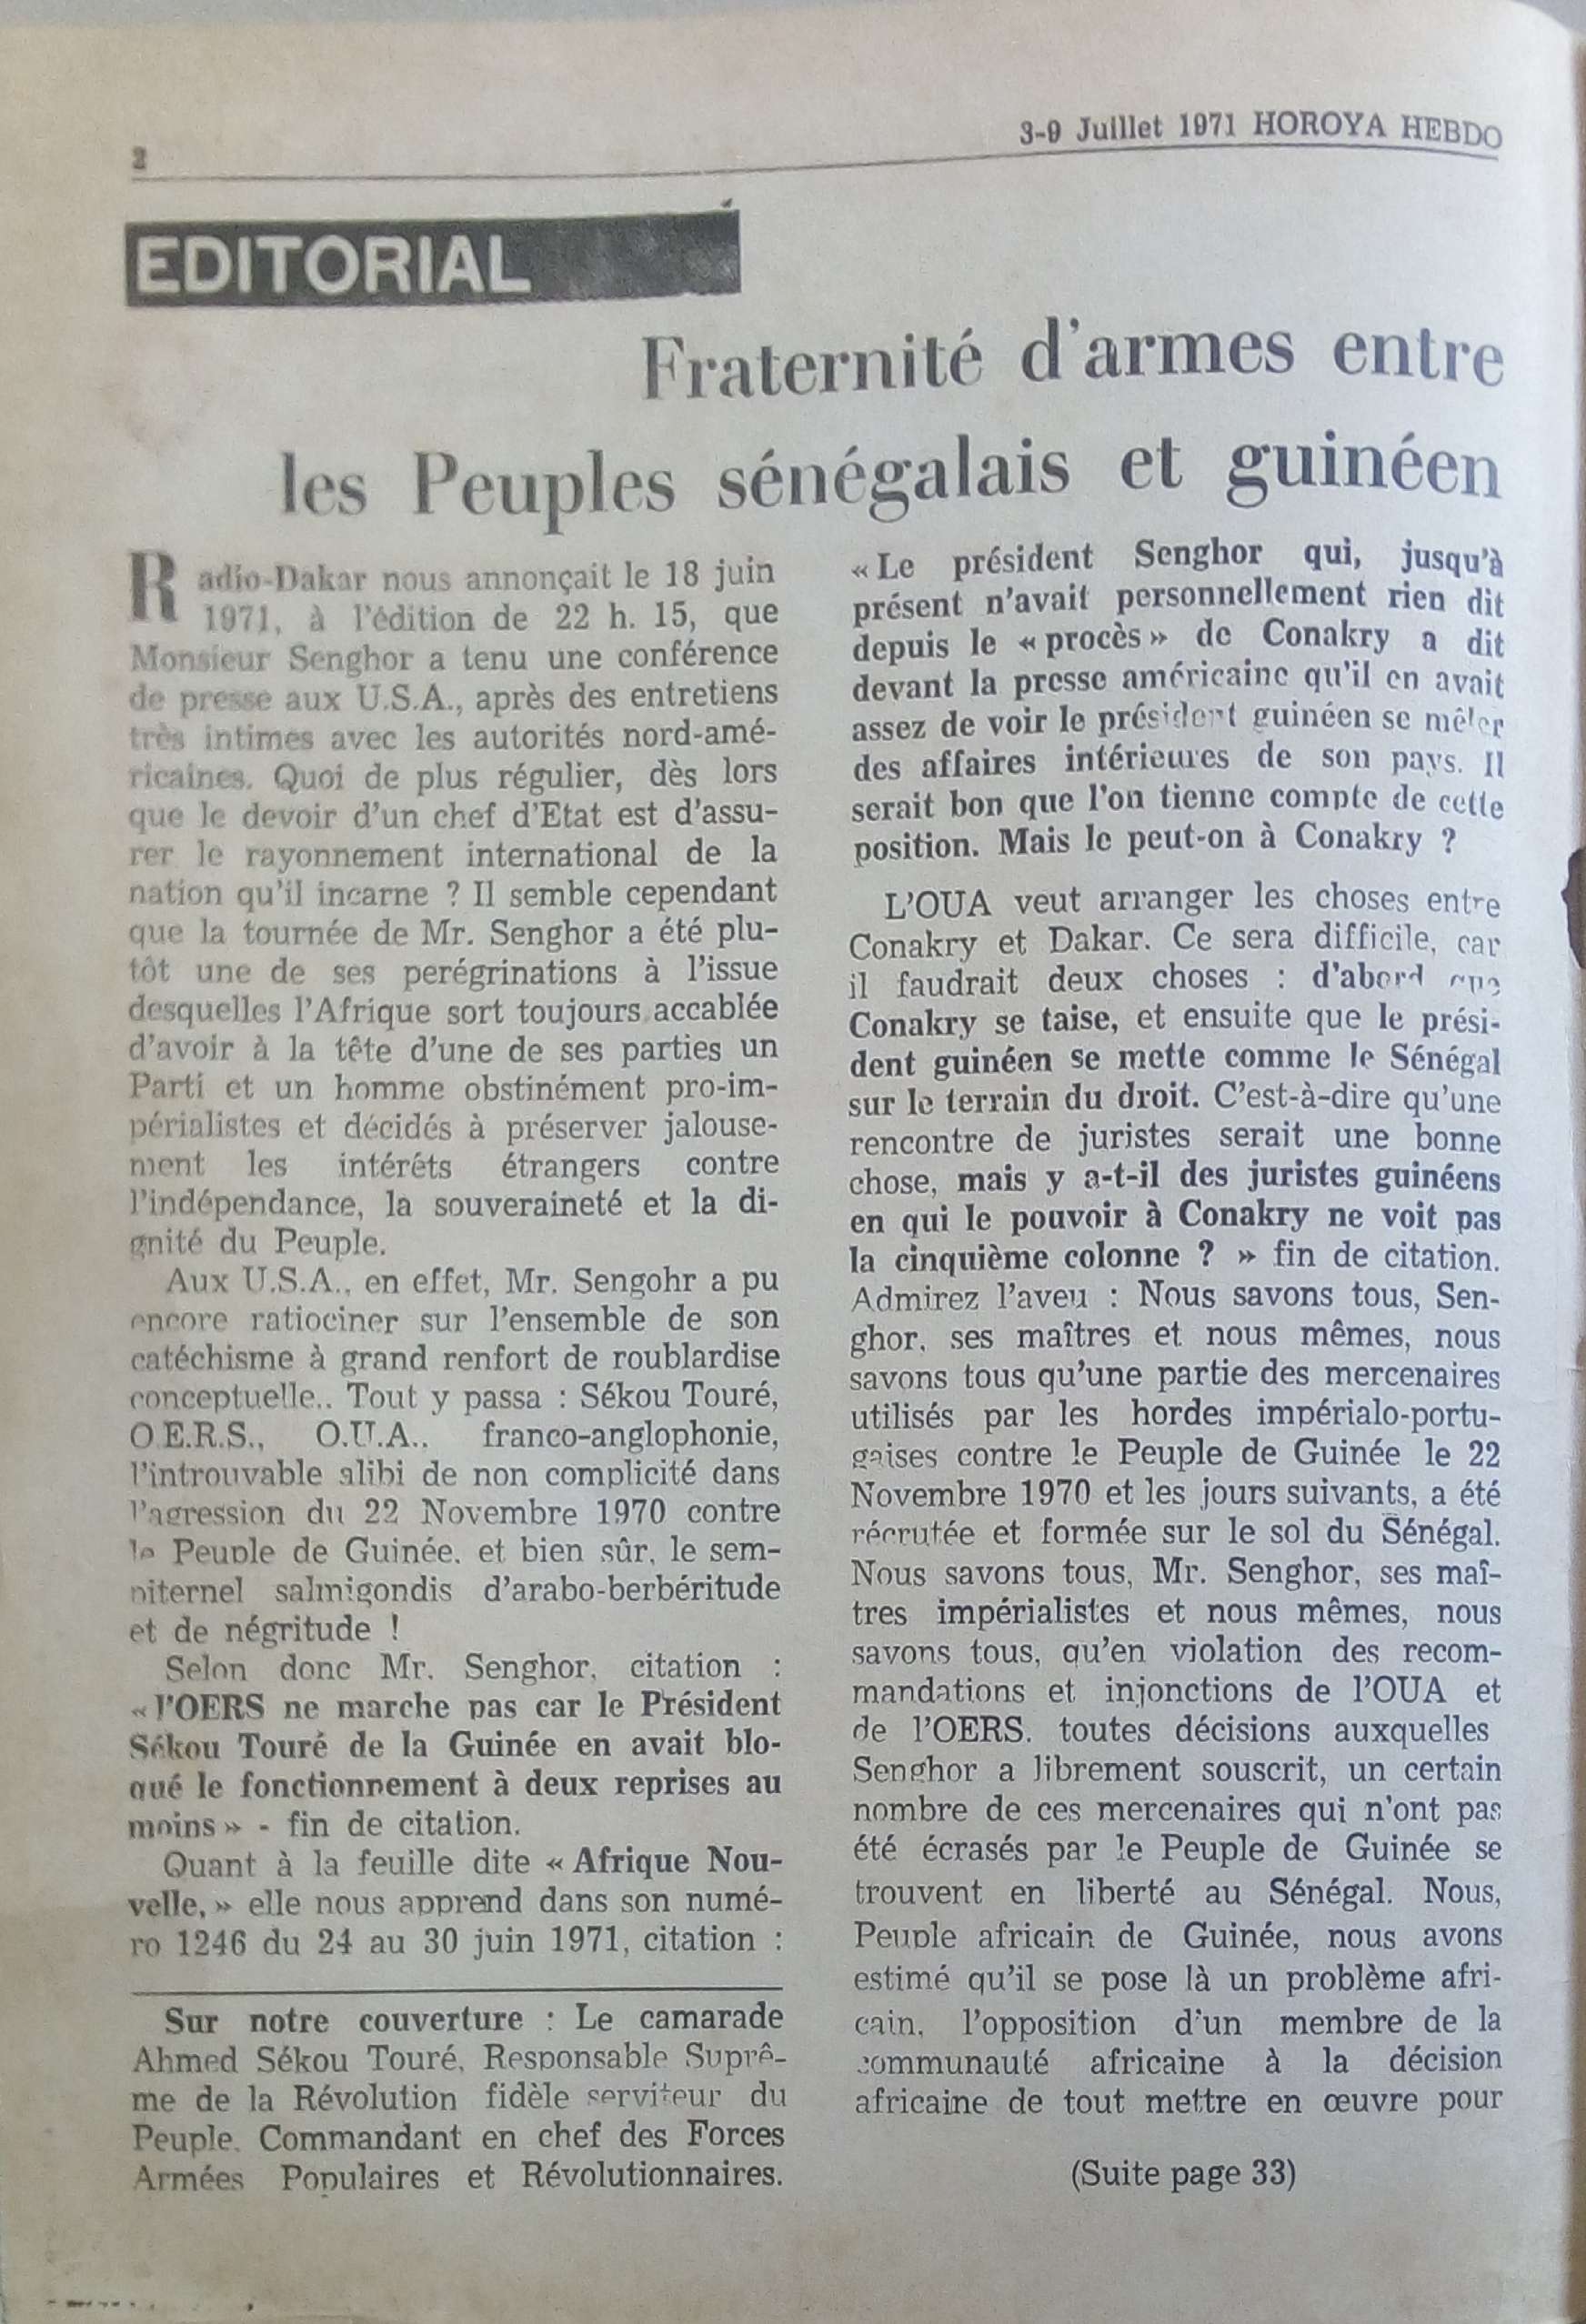 3-9 Juillet 1971 HOROYA HEBDO
2
EDITORIAL
Fraternité d'armes entre
les Peuples sénégalais et guinéen
Radio-Dakar nous annonçait le 18 juin
1971, à l'édition de 22 h. 15, que
Monsieur Senghor a tenu une conférence
de presse aux U.S.A., après des entretiens
très intimes avec les autorités nord-amé-
ricaines. Quoi de plus régulier, dès lors
que le devoir d'un chef d'Etat est d'assu-
rer le rayonnement international de la
nation qu'il incarne ? Il semble cependant
que la tournée de Mr. Senghor a été plu-
tôt une de ses perégrinations à l'issue
desquelles l'Afrique sort toujours accablée
d'avoir à la tête d'une de ses parties un
Parti et un homme obstinément pro-im-
périalistes et décidés à préserver jalouse-
ment les intérêts étrangers contre
l'indépendance, la souveraineté et la di-
gnité du Peuple.
Aux U.S.A., en effet, Mr. Sengohr a pu
encore ratiociner sur l'ensemble de son
catéchisme à grand renfort de roublardise
conceptuelle.. Tout y passa : Sékou Touré,
O.E.R.S., O.U.A., franco-anglophonie,
l'introuvable alibi de non complicité dans
l'agression du 22 Novembre 1970 contre
le Peuple de Guinée, et bien sûr, le sem-
piternel salmigondis d'arabo-berbéritude
et de négritude !
Selon donc Mr. Senghor, citation :
« l'OERS ne marche pas car le Président
Sékou Touré de la Guinée en avait blo-
qué le fonctionnement à deux reprises au
moins » - fin de citation.
Quant à la feuille dite « Afrique Nou-
velle, » elle nous apprend dans son numé-
ro 1246 du 24 au 30 juin 1971, citation :
Sur notre couverture : Le camarade
Ahmed Sékou Touré, Responsable Suprê-
me de la Révolution fidèle serviteur du
Peuple, Commandant en chef des Forces
Armées Populaires et Révolutionnaires.
« Le président Senghor qui, jusqu'à
présent n'avait personnellement rien dit
depuis le « procès » de Conakry a dit
devant la presse américaine qu'il en avait
assez de voir le président guinéen se mêler
des affaires intérieures de son pays. Il
serait bon que l'on tienne compte de cette
position. Mais le peut-on à Conakry ?
L'OUA veut arranger les choses entre
Conakry et Dakar. Ce sera difficile, car
il faudrait deux choses : d'abord que
Conakry se taise, et ensuite que le prési-
dent guinéen se mette comme le Sénégal
sur le terrain du droit. C'est-à-dire qu'une
rencontre de juristes serait une bonne
chose, mais y a-t-il des juristes guinéens
en qui le pouvoir à Conakry ne voit pas
la cinquième colonne ? » fin de citation.
Admirez l'aveu : Nous savons tous, Sen-
ghor, ses maîtres et nous mêmes, nous
savons tous qu'une partie des mercenaires
utilisés par les hordes impérialo-portu-
gaises contre le Peuple de Guinée le 22
Novembre 1970 et les jours suivants, a été
récrutée et formée sur le sol du Sénégal.
Nous savons tous, Mr. Senghor, ses maî-
tres impérialistes et nous mêmes, nous
savons tous, qu'en violation des recom-
mandations et injonctions de l'OUA et
de l'OERS. toutes décisions auxquelles
Senghor a librement souscrit, un certain
nombre de ces mercenaires qui n'ont pas
été écrasés par le Peuple de Guinée se
trouvent en liberté au Sénégal. Nous,
Peuple africain de Guinée, nous avons
estimé qu'il se pose là un problème afri-
cain, l'opposition d'un membre de la
communauté africaine à la décision
africaine de tout mettre en œuvre pour
(Suite page 33)